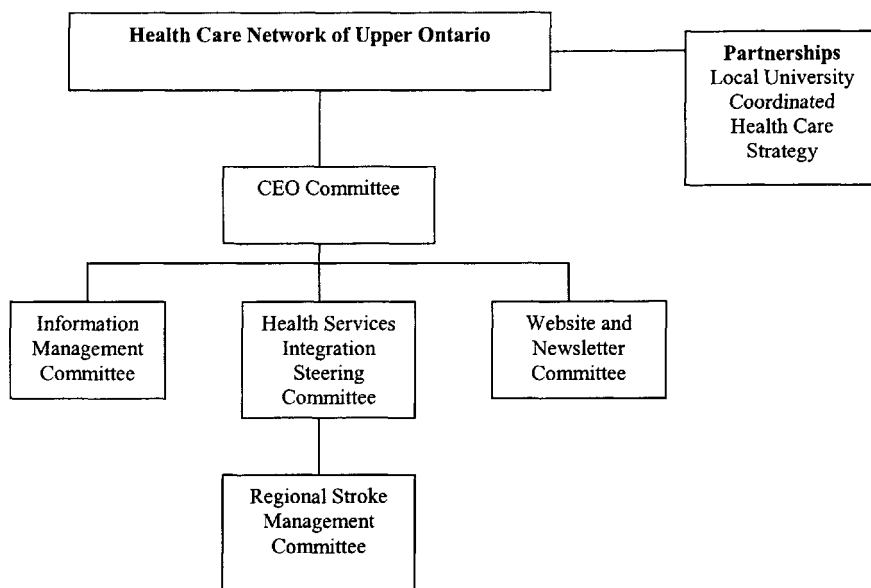 Health Care Network of Upper Ontario
Partnerships
Local University
Coordinated
Health Care
Strategy
CEO Committee
Information
Management
Committee
Health Services
Integration
Steering
Committee
Website and
Newsletter
Committee
Regional Stroke
Management
Committee